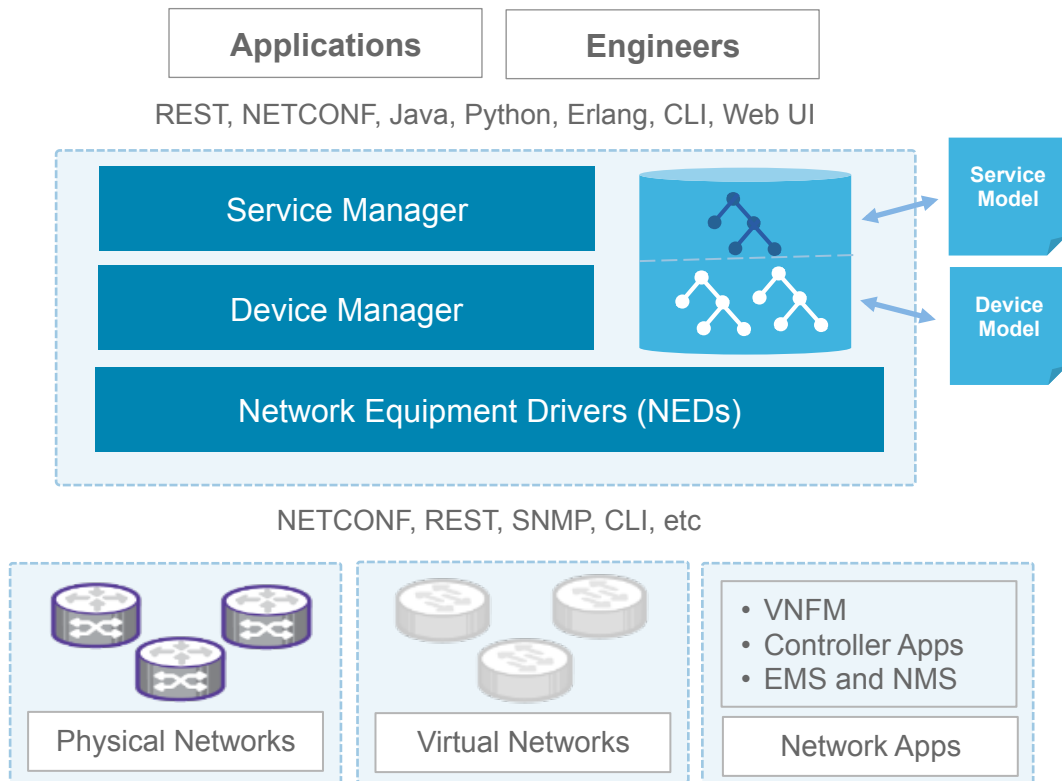 Applications
Engineers
REST, NETCONF, Java, Python, Erlang, CLI, Web UI
Service Manager
Service
Model
Device Manager
Device
Model
Network Equipment Drivers (NEDs)
NETCONF, REST, SNMP, CLI, etc
Physical Networks
Virtual Networks
• VNFM
• Controller Apps
• EMS and NMS
Network Apps